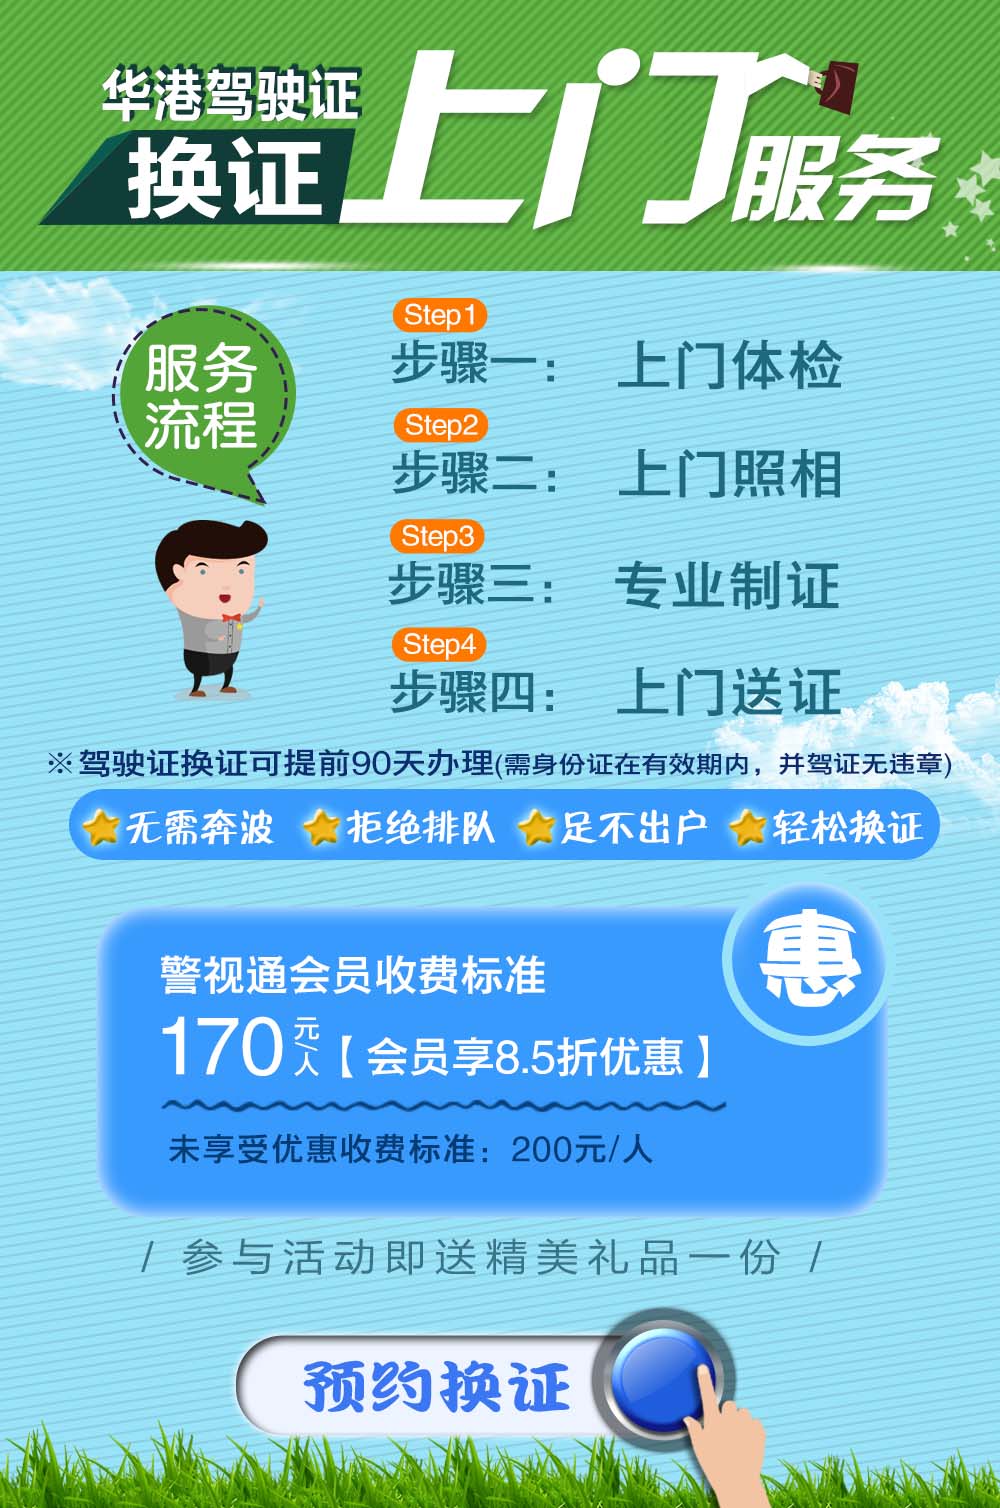 华港驾驶证
换证
上门服务
服务
流程
Step1
步骤一： 上门体检
Step2
步骤二： 上门照相
Step3
步骤三： 专业制证
Step4
步骤四： 上门送证
※驾驶证换证可提前90天办理(需身份证在有效期内，并驾证无违章)
无需奔波 拒绝排队 足不出户 轻松换证
惠
警视通会员收费标准
170元/人【会员享8.5折优惠】
未享受优惠收费标准：200元/人
/ 参与活动即送精美礼品一份 /
预约换证